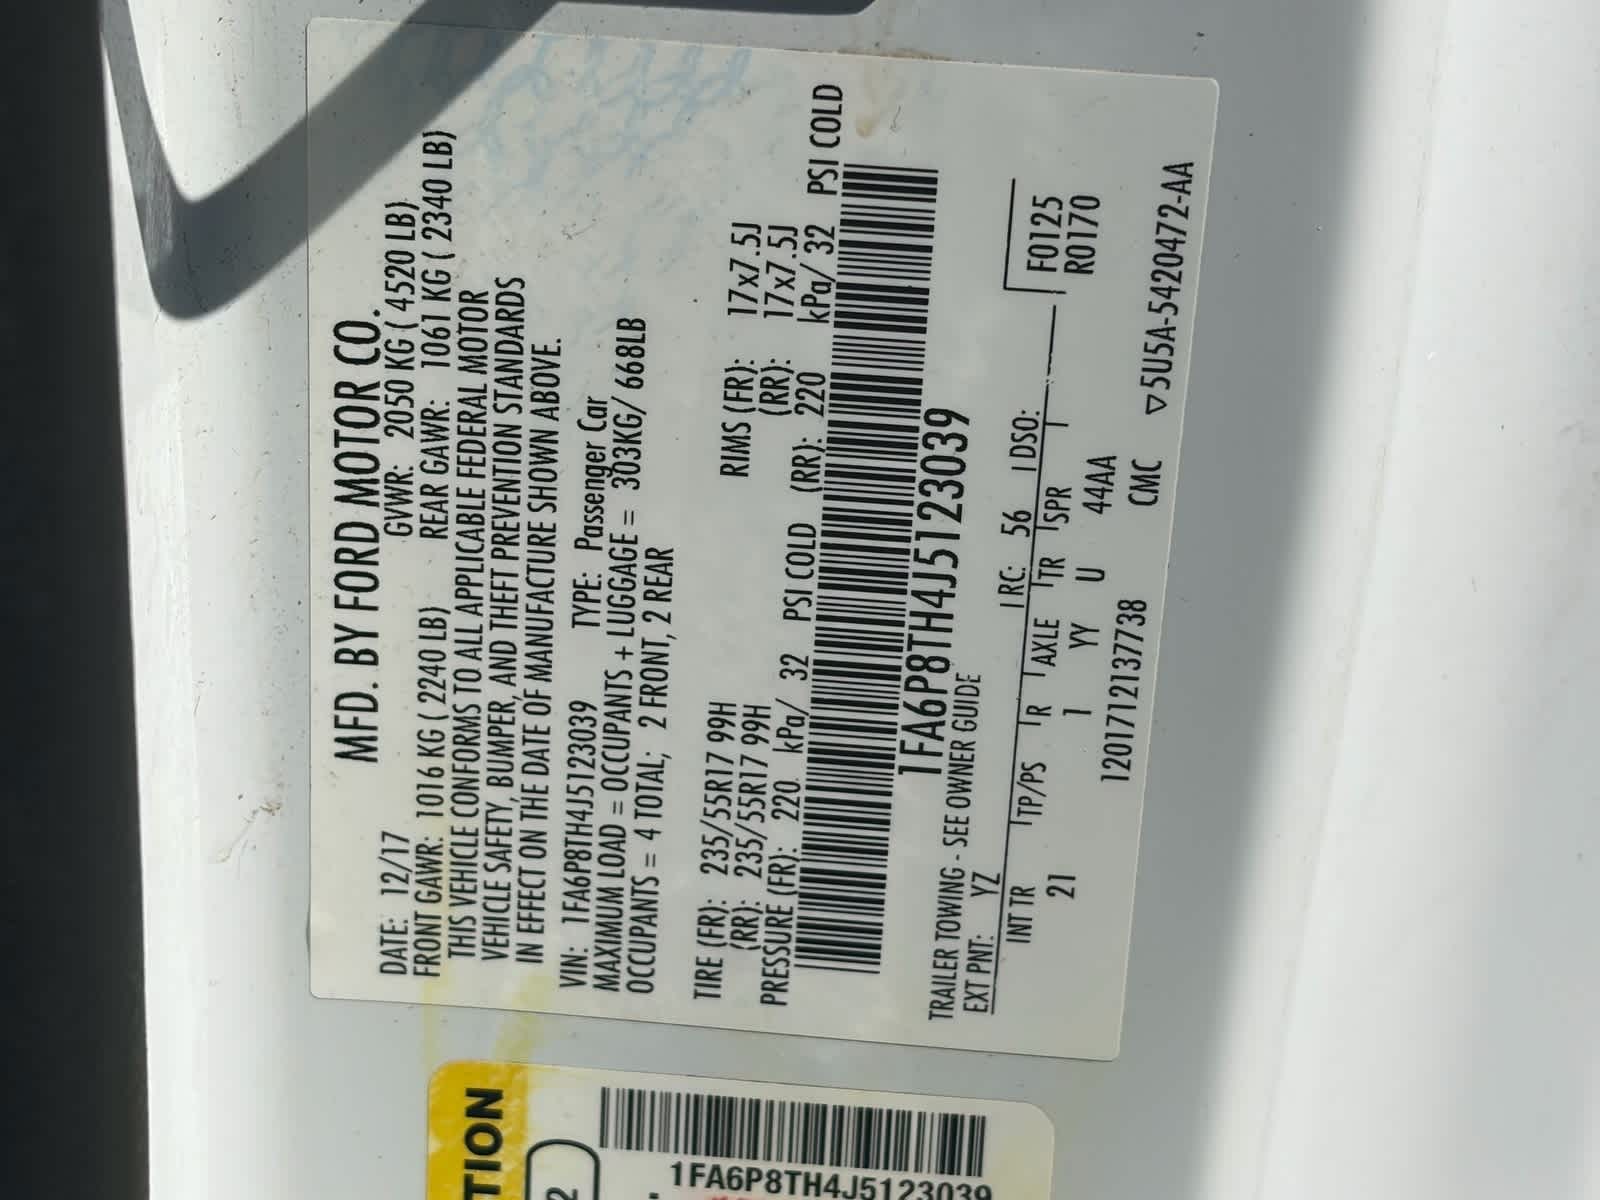 MFD. BY FORD MOTOR CO.
DATE: 12/17 GVWR: 2050 KG ( 4520 LB)
FRONT GAWR: 1016 KG ( 2240 LB) REAR GAWR: 1061 KG ( 2340 LB)
THIS VEHICLE CONFORMS TO ALL APPLICABLE FEDERAL MOTOR
VEHICLE SAFETY, BUMPER, AND THEFT PREVENTION STANDARDS
IN EFFECT ON THE DATE OF MANUFACTURE SHOWN ABOVE.
VIN: 1FA6P8TH4J5123039 TYPE: Passenger Car
MAXIMUM LOAD = OCCUPANTS + LUGGAGE = 303KG/ 668LB
OCCUPANTS = 4 TOTAL; 2 FRONT, 2 REAR
TIRE (FR): 235/55R17 99H RIMS (FR): 17x7.5J
(RR): 235/55R17 99H (RR): 17x7.5J
PRESSURE (FR): 220 kPa/ 32 PSI COLD (RR): 220 kPa/ 32 PSI COLD
1FA6P8TH4J5123039
TRAILER TOWING - SEE OWNER GUIDE
EXT PNT: YZ RC: 56 DSO:
INT TR TP/PS R AXLE TR SPR
21 1 YY U 44AA
F0125
R0170
1201712137738 CMC
▽5U5A-5420472-AA
TION
2
1FA6P8TH4J5123039